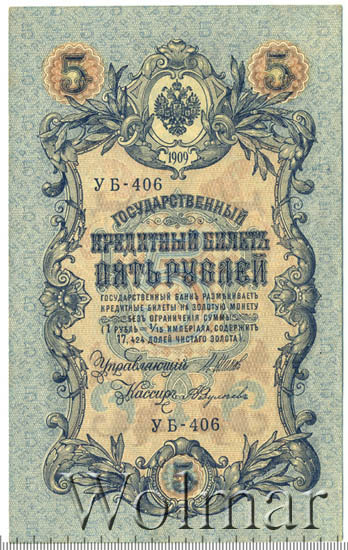 5 5
1909
УБ-406
ГОСУДАРСТВЕННЫЙ
КРЕДИТНЫЙ БИЛЕТЪ
ПЯТЬ РУБЛЕЙ
ГОСУДАРСТВЕННЫЙ БАНКЪ РАЗМѢНИВАЕТЪ
КРЕДИТНЫЕ БИЛЕТЫ НА ЗОЛОТУЮ МОНЕТУ
БЕЗЪ ОГРАНИЧЕНІЯ СУММЫ
(1 РУБЛЬ = 1/15 ИМПЕРІАЛА, СОДЕРЖИТЪ
17,424 ДОЛЕЙ ЧИСТАГО ЗОЛОТА).
Управляющій
Кассиръ
УБ-406
5
Wolmar